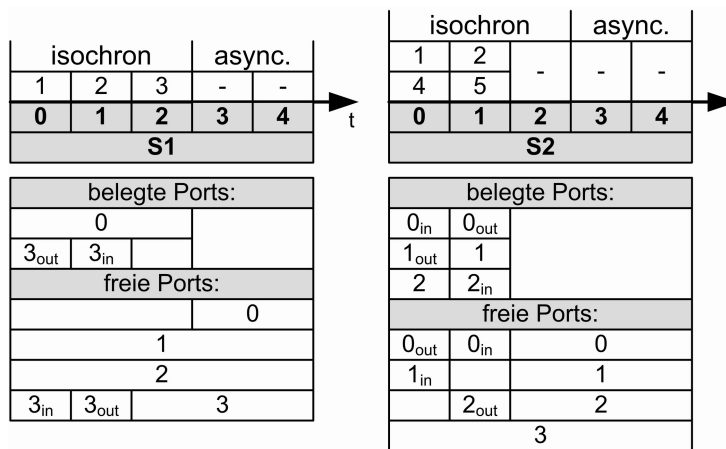 isochron async.
1 2 3 - -
0 1 2 3 4
t
S1
belegte Ports:
0
3out 3in
freie Ports:
0
1
2
3in 3out 3
isochron async.
1 2
4 5 - - -
0 1 2 3 4
S2
belegte Ports:
0in 0out
1out 1
2 2in
freie Ports:
0out 0in 0
1in 1
2out 2
3